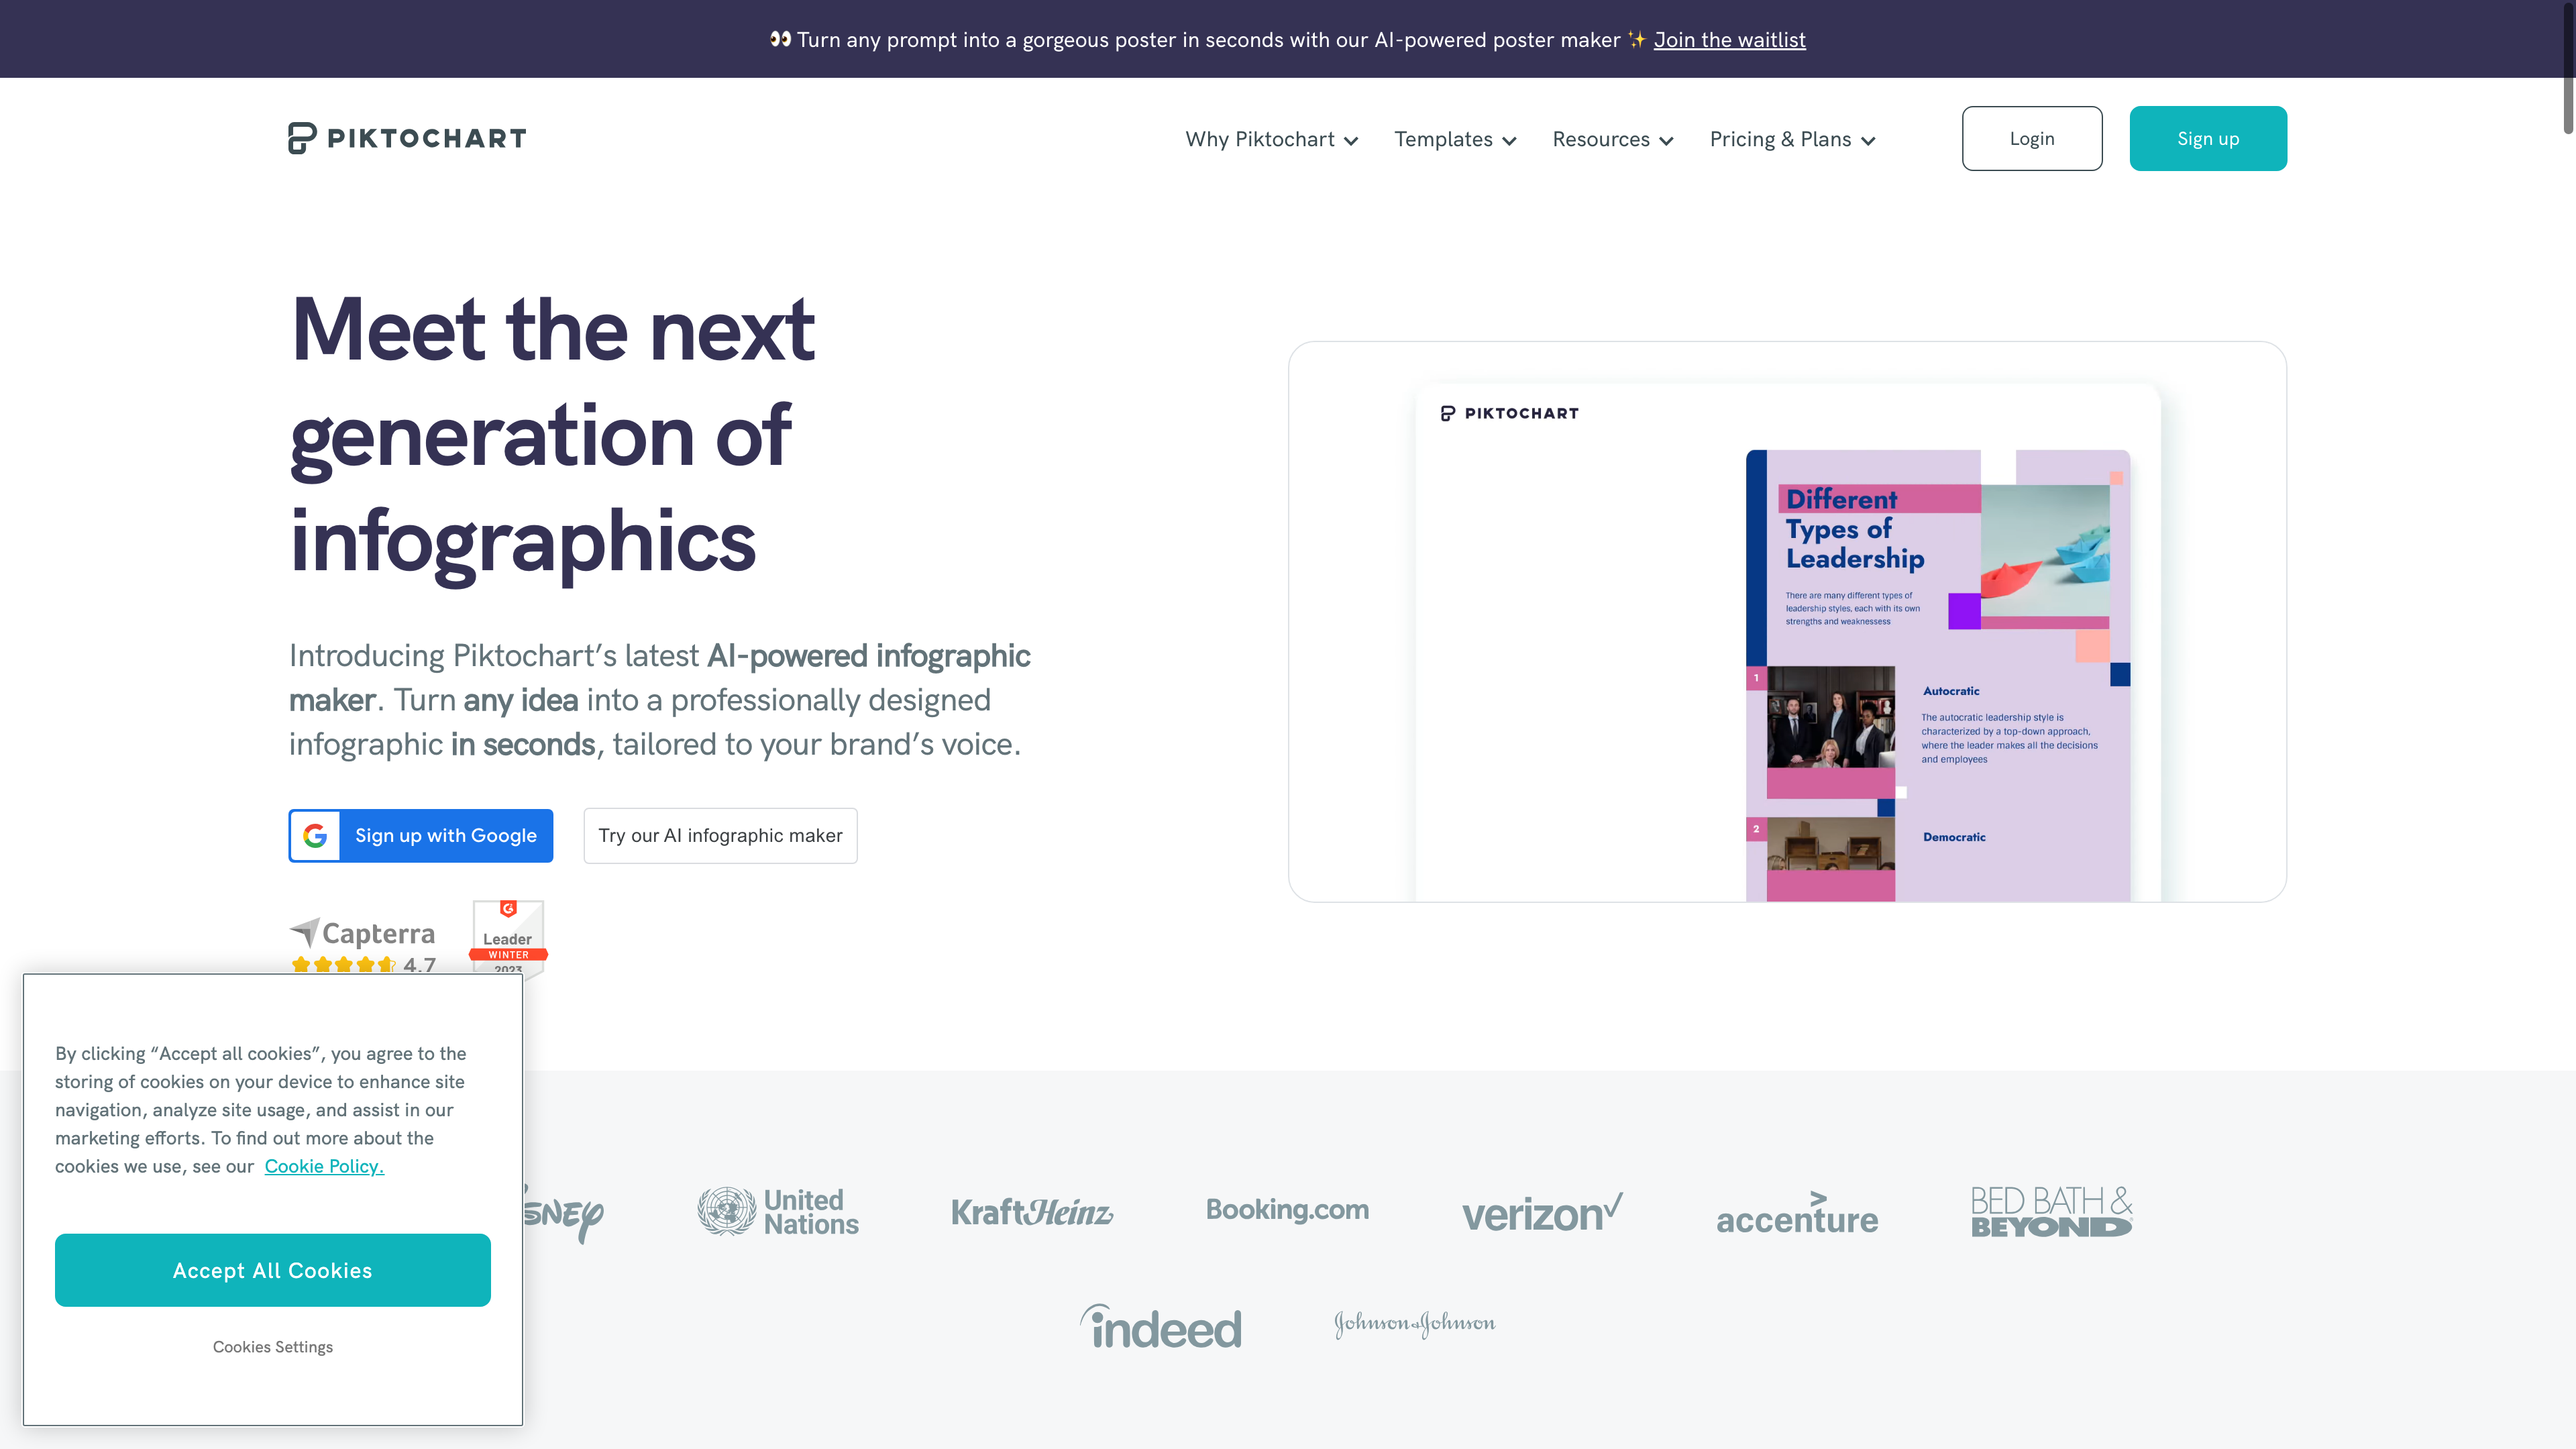 👀 Turn any prompt into a gorgeous poster in seconds with our AI-powered poster maker ✨ Join the waitlist
PIKTOCHART
Why Piktochart
Templates
Resources
Pricing & Plans
Login
Sign up
Meet the next
generation of
infographics
Introducing Piktochart’s latest AI-powered infographic
maker. Turn any idea into a professionally designed
infographic in seconds, tailored to your brand’s voice.
Sign up with Google
Try our AI infographic maker
Capterra
4.7
Leader
WINTER
2023
PIKTOCHART
Different
Types of
Leadership
There are many different types of
leadership styles, each with its own
strengths and weaknessess
1
Autocratic
The autocratic leadership style is
characterized by a top-down approach,
where the leader makes all the decisions
and employees
2
Democratic
By clicking “Accept all cookies”, you agree to the
storing of cookies on your device to enhance site
navigation, analyze site usage, and assist in our
marketing efforts. To find out more about the
cookies we use, see our Cookie Policy.
Accept All Cookies
Cookies Settings
United
Nations
KraftHeinz
Booking.com
verizon
accenture
BED BATH &
BEYOND
indeed
Johnson & Johnson